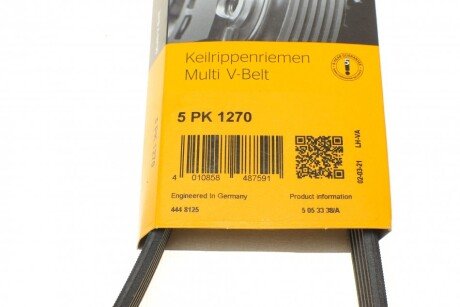 Keilrippenriemen
Multi V-Belt
5 PK 1270
4 010858 487591
02-03-21 LH-VA
Engineered In Germany
Product information
444 8125
5 05 33 38/A